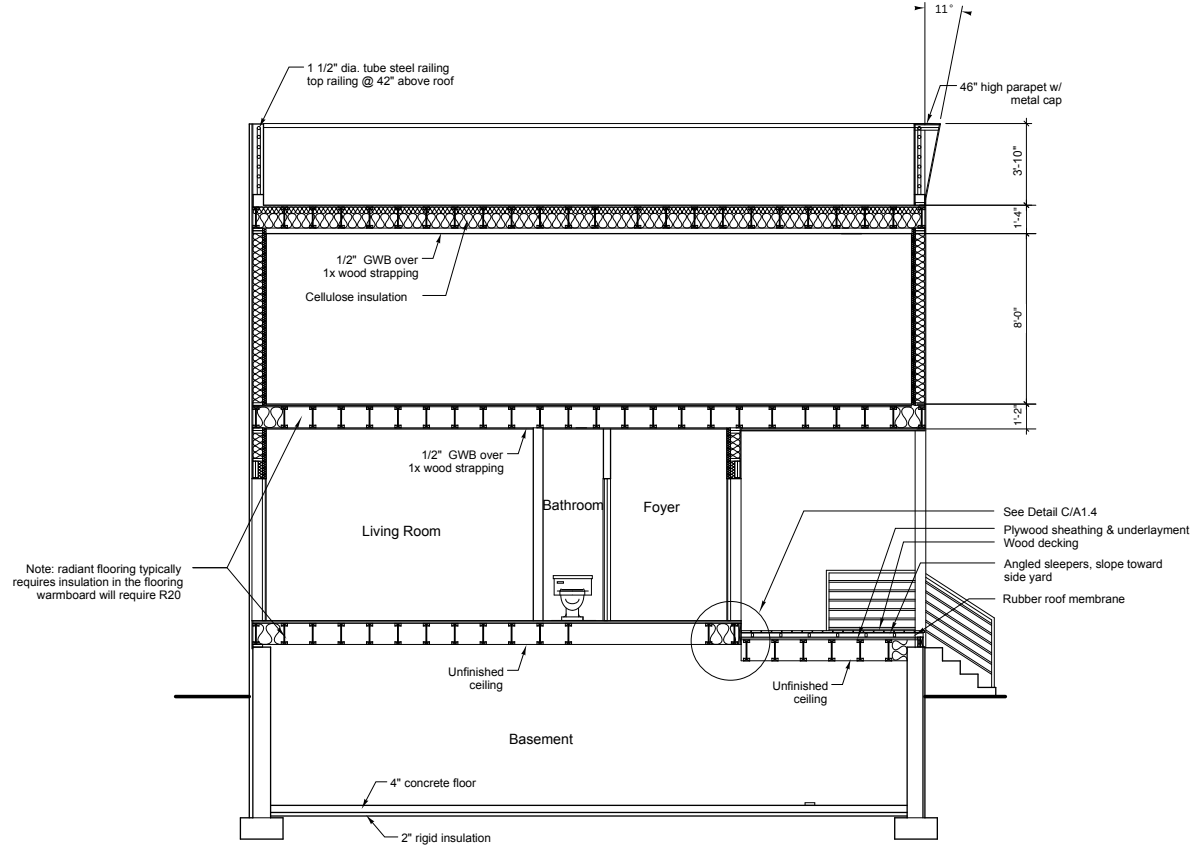 11°
1 1/2" dia. tube steel railing
top railing @ 42" above roof
46" high parapet w/
metal cap
3'-10"
1'-4"
1/2" GWB over
1x wood strapping
Cellulose insulation
8'-0"
1'-2"
1/2" GWB over
1x wood strapping
Bathroom
Foyer
Living Room
See Detail C/A1.4
Plywood sheathing & underlayment
Wood decking
Angled sleepers, slope toward
side yard
Rubber roof membrane
Note: radiant flooring typically
requires insulation in the flooring
warmboard will require R20
Unfinished
ceiling
Unfinished
ceiling
Basement
4" concrete floor
2" rigid insulation